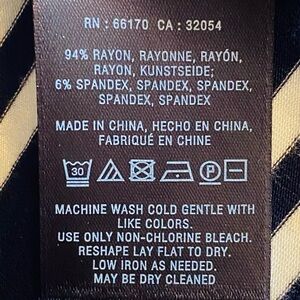 RN : 66170 CA : 32054
94% RAYON, RAYONNE, RAYÓN,
RAYON, KUNSTSEIDE;
6% SPANDEX, SPANDEX, SPANDEX,
SPANDEX, SPANDEX
MADE IN CHINA, HECHO EN CHINA,
FABRIQUÉ EN CHINE
30 P
MACHINE WASH COLD GENTLE WITH
LIKE COLORS.
USE ONLY NON-CHLORINE BLEACH.
RESHAPE LAY FLAT TO DRY.
LOW IRON AS NEEDED.
MAY BE DRY CLEANED